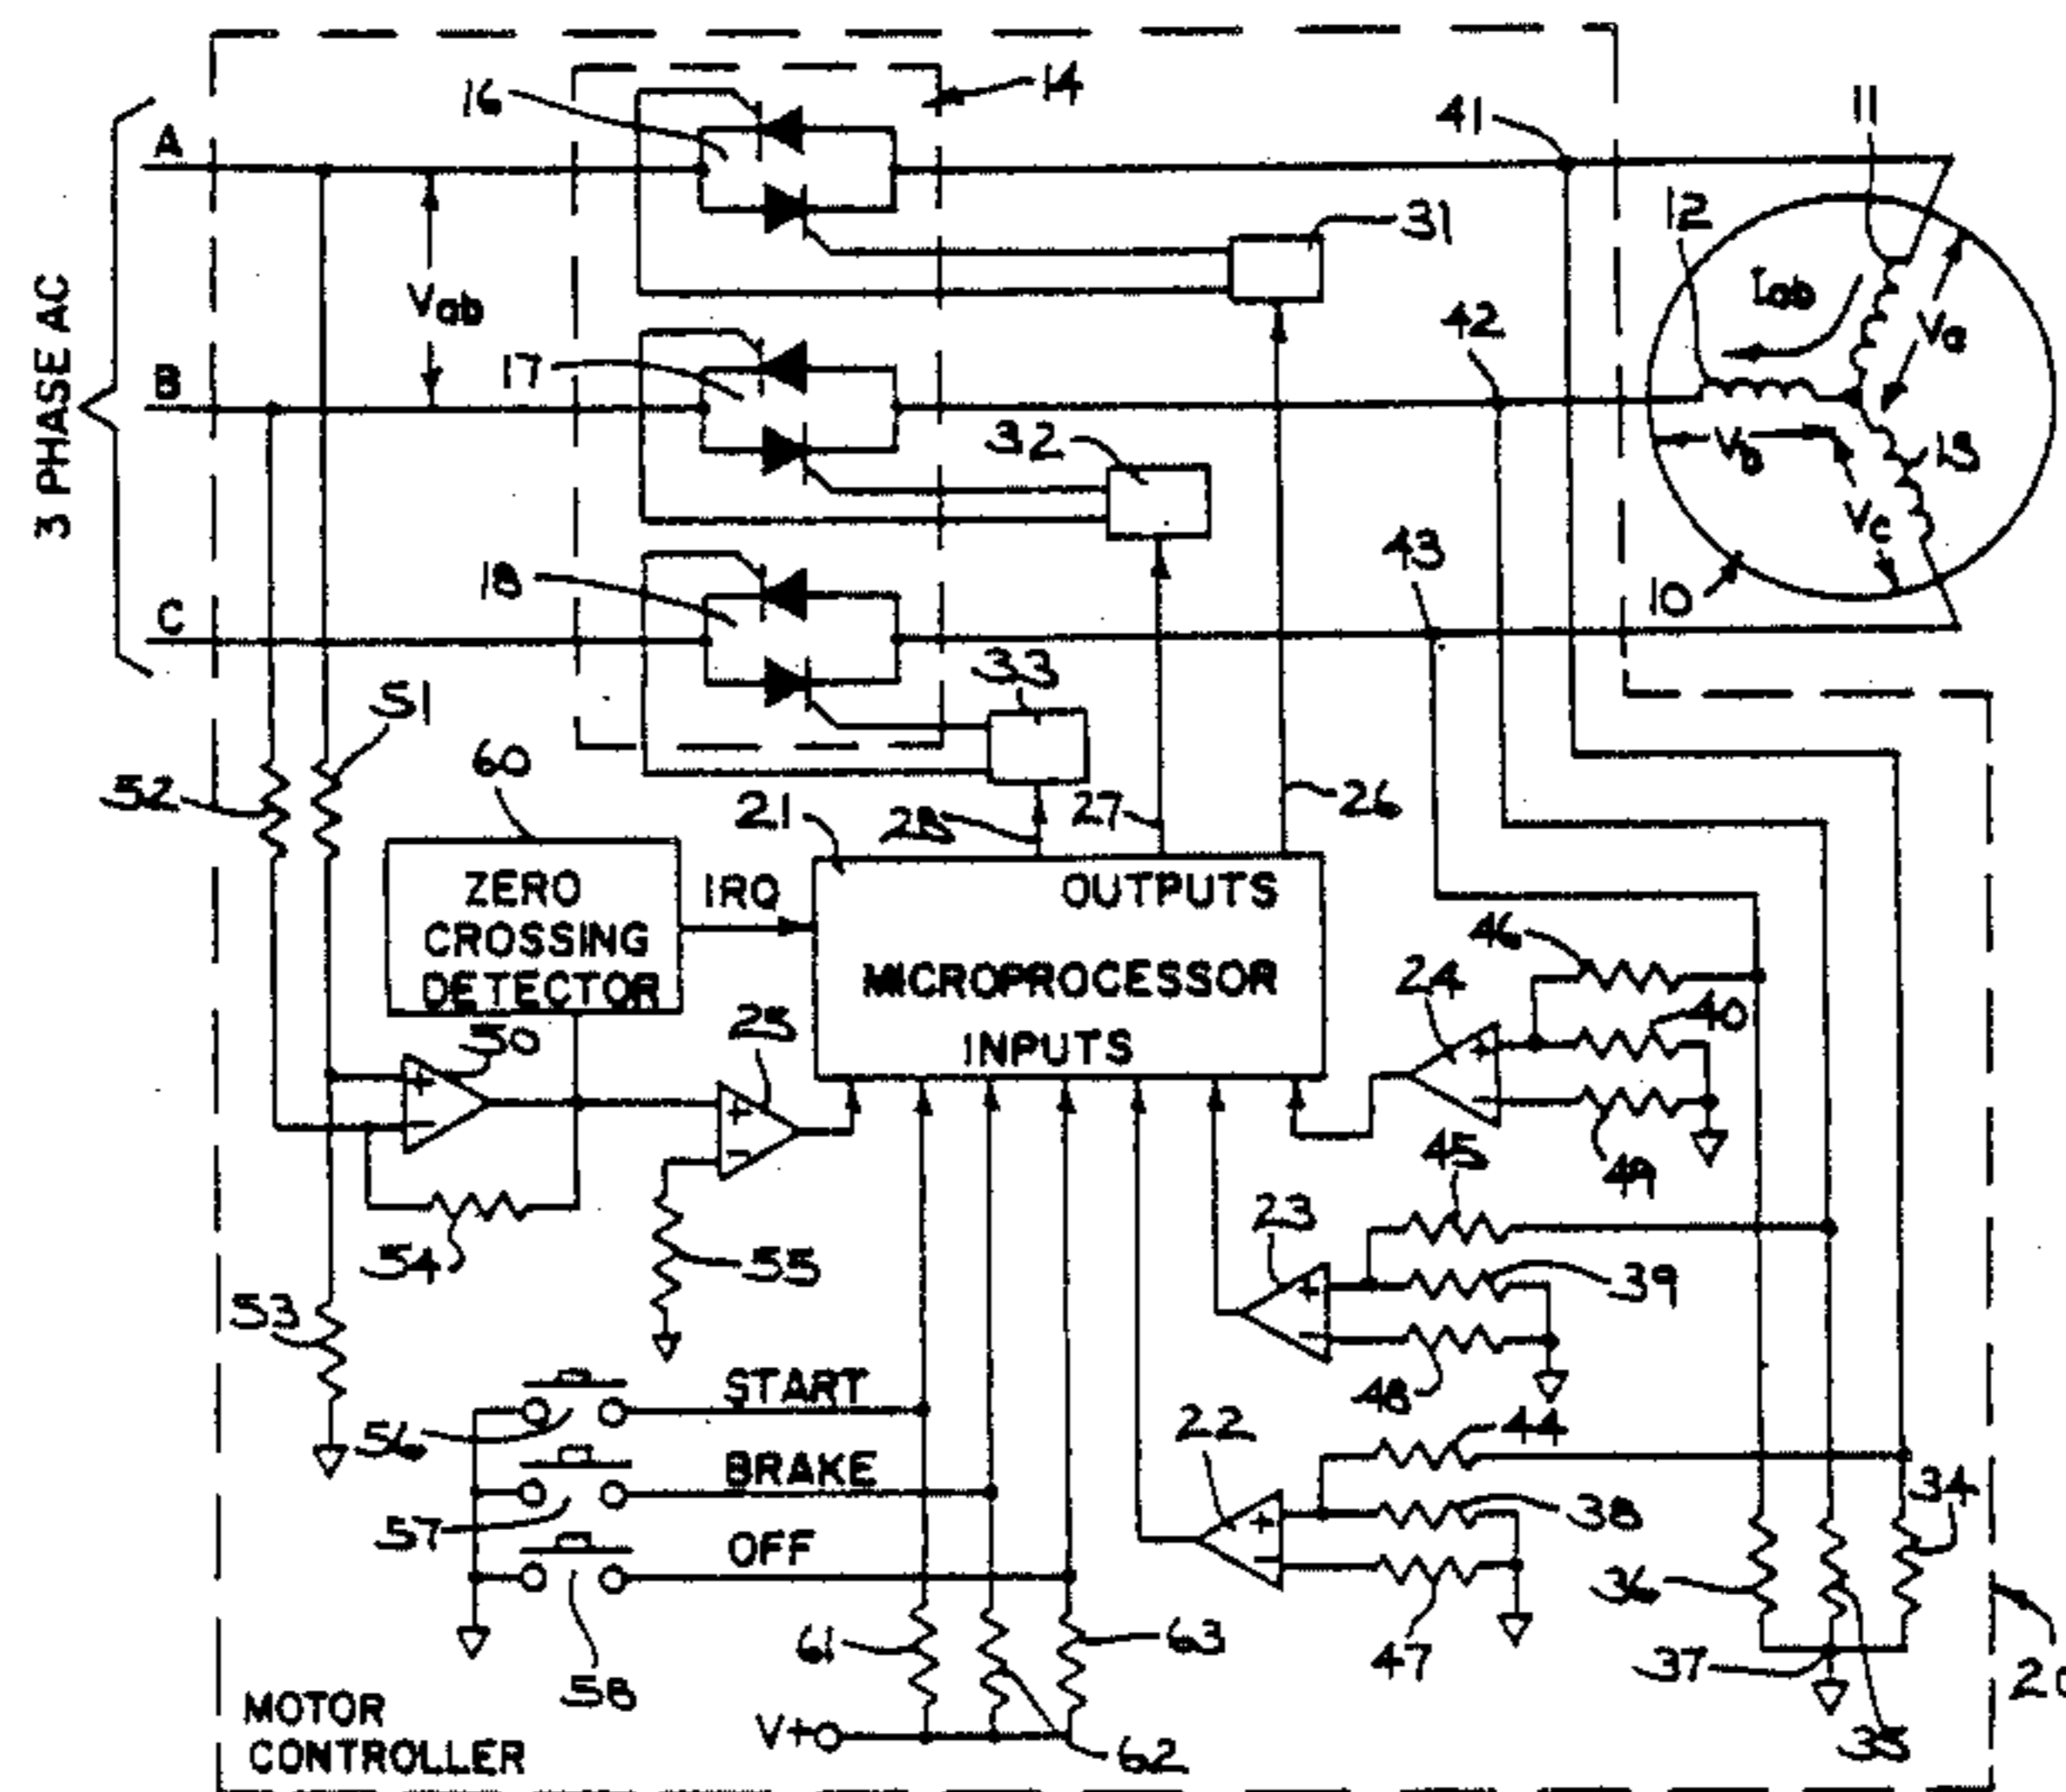 14
16
41
11
A
12
31
Iab
Va
Vab
42
3 PHASE AC
B
17
32
Vb
13
Vc
43
10
C
18
33
51
60
52
21
28
27
26
ZERO
CROSSING
DETECTOR
IRQ
OUTPUTS
MICROPROCESSOR
INPUTS
46
24
40
50
+
−
25
+
−
+
−
49
45
23
39
+
−
48
54
55
53
START
56
BRAKE
57
OFF
58
44
22
38
34
+
−
47
36
37
35
61
63
62
20
V+
MOTOR
CONTROLLER